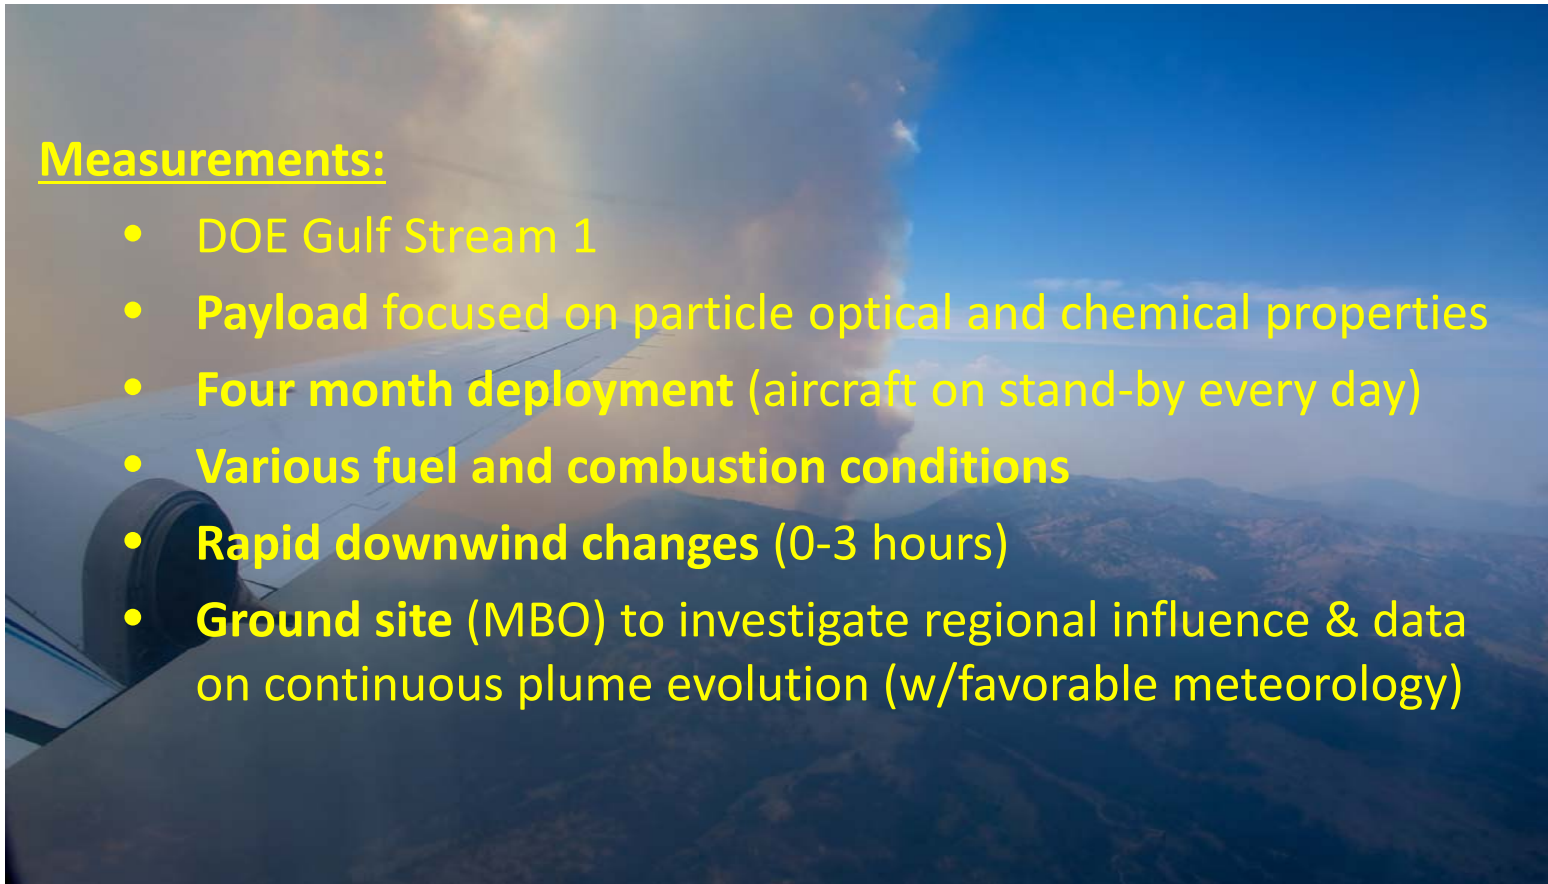 Measurements:
• DOE Gulf Stream 1
• Payload focused on particle optical and chemical properties
• Four month deployment (aircraft on stand-by every day)
• Various fuel and combustion conditions
• Rapid downwind changes (0-3 hours)
• Ground site (MBO) to investigate regional influence & data
on continuous plume evolution (w/favorable meteorology)